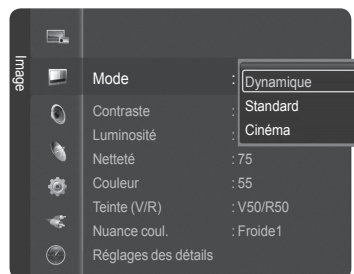 Image
Mode : Dynamique
Standard
Contraste :
Cinéma
Luminosité :
Netteté : 75
Couleur : 55
Teinte (V/R) : V50/R50
Nuance coul. : Froide1
Réglages des détails